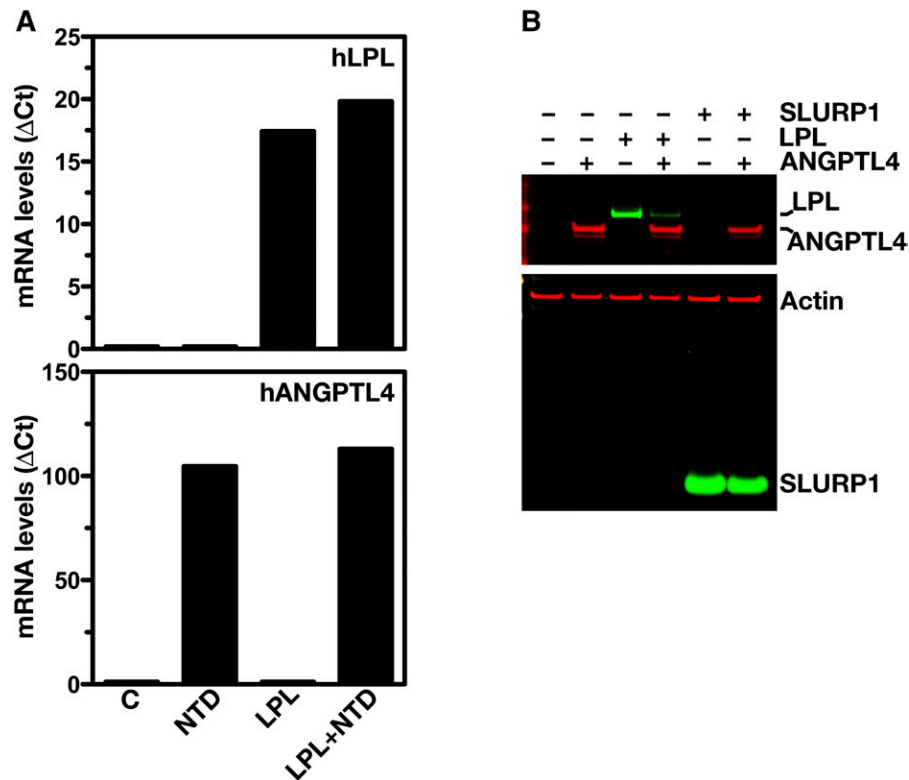 A
25
20
15
10
5
0
mRNA levels (ΔCt)
hLPL
150
100
50
0
mRNA levels (ΔCt)
hANGPTL4
C
NTD
LPL
LPL+NTD
B
– – – – + + SLURP1
– – + + – – LPL
– + – + – + ANGPTL4
LPL
ANGPTL4
Actin
SLURP1